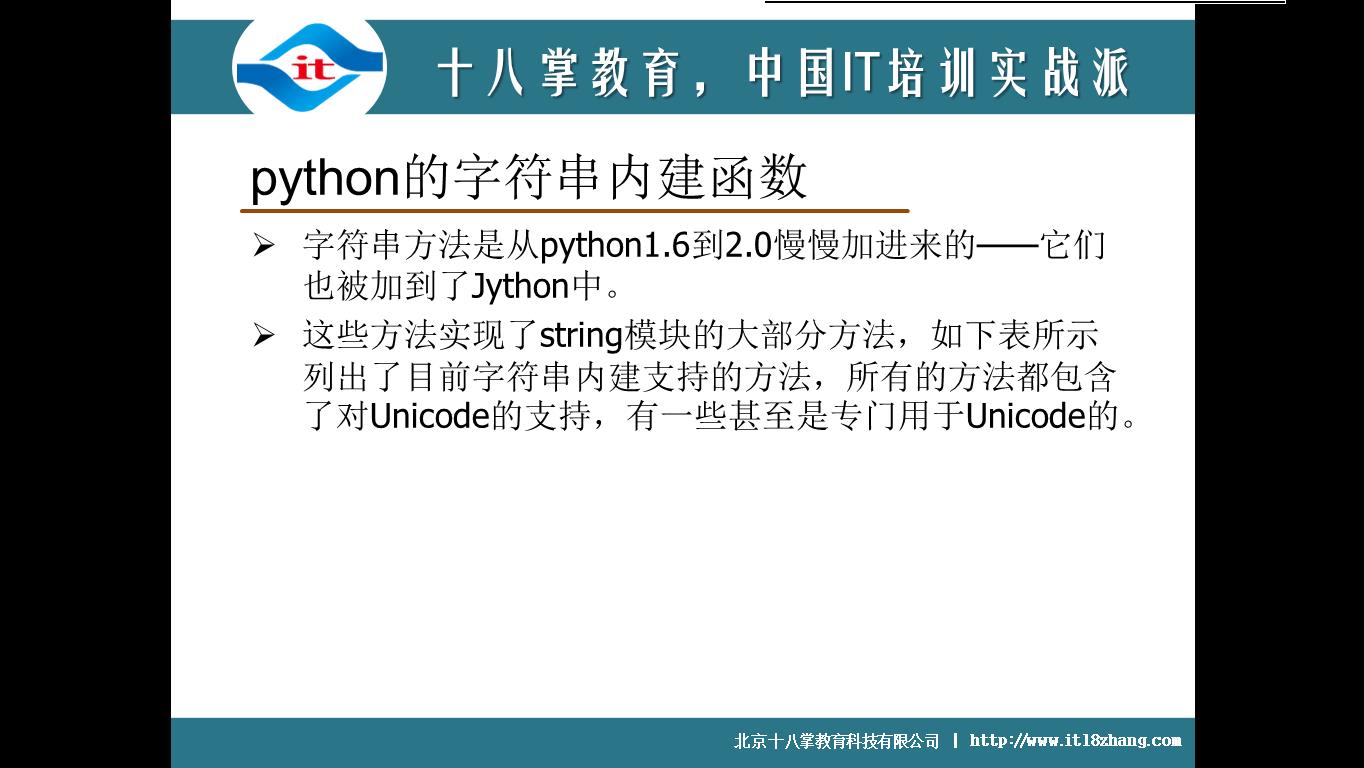 it
十八掌教育，中国IT培训实战派
python的字符串内建函数
字符串方法是从python1.6到2.0慢慢加进来的——它们
也被加到了Jython中。
这些方法实现了string模块的大部分方法，如下表所示
列出了目前字符串内建支持的方法，所有的方法都包含
了对Unicode的支持，有一些甚至是专门用于Unicode的。
北京十八掌教育科技有限公司 | http://www.it18zhang.com